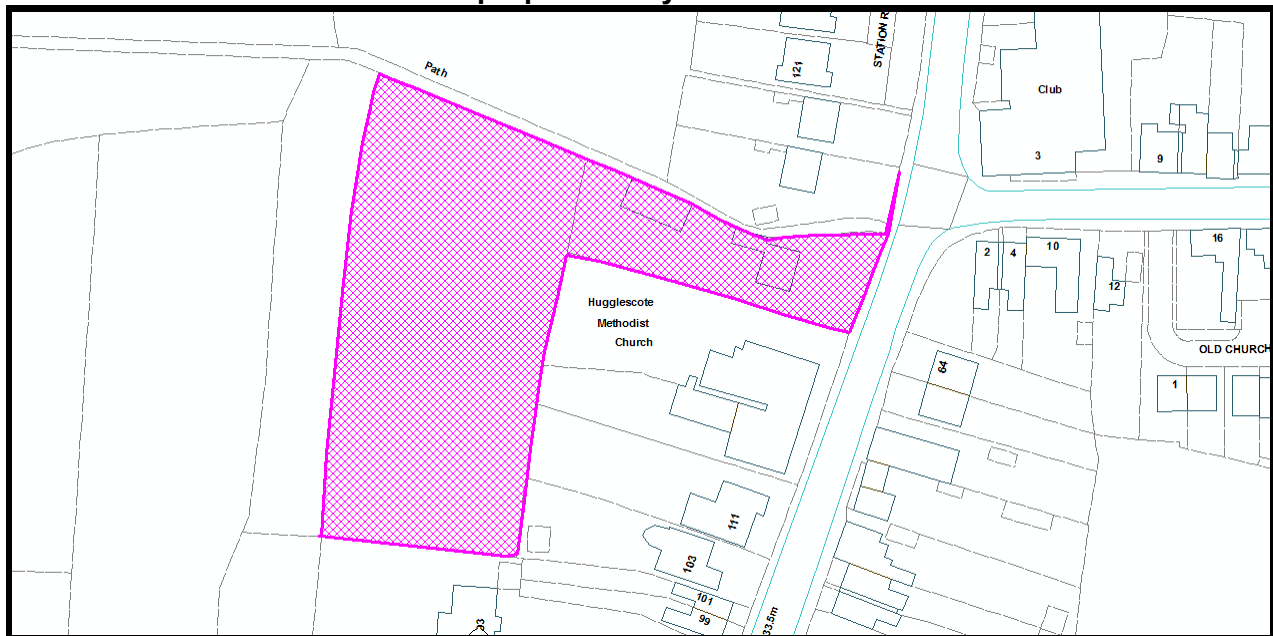 Path
121
STATION R
Club
3
9
2
4
10
12
16
Hugglescote
Methodist
Church
OLD CHURCH
64
1
111
103
101
99
93
33.5m